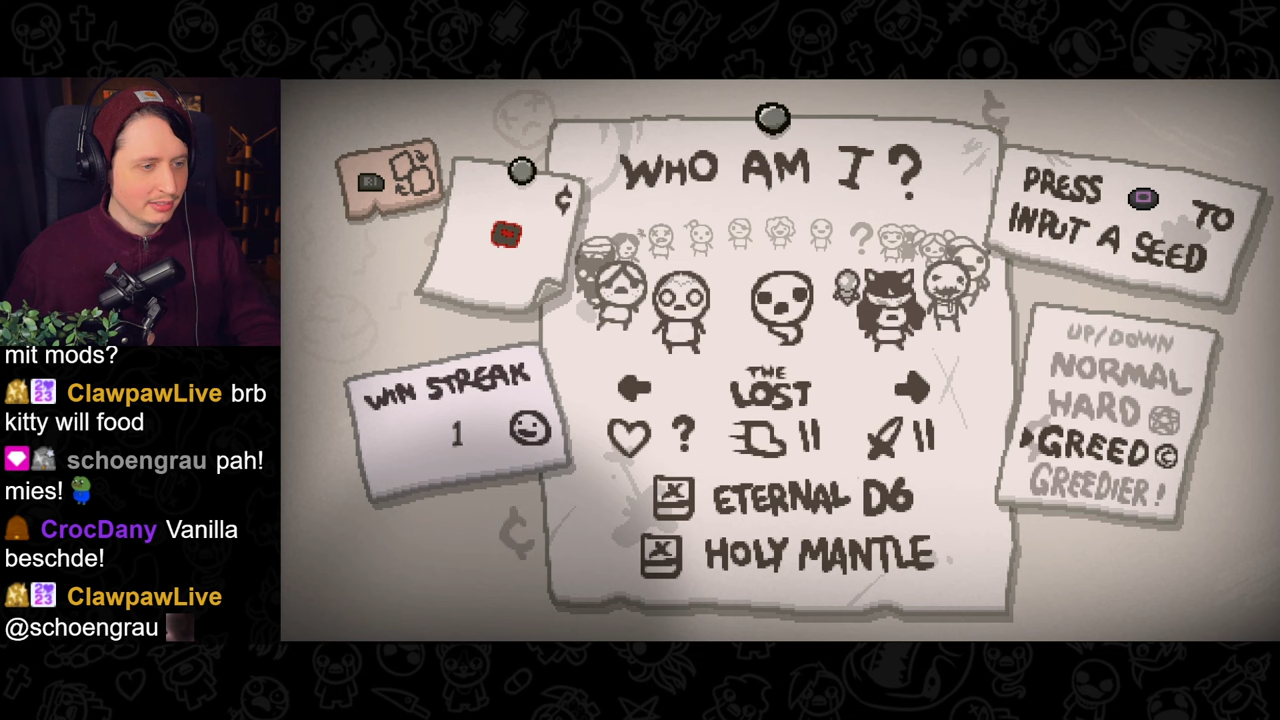 mit mods?
ClawpawLive brb
kitty will food
schoengrau pah!
mies!
CrocDany Vanilla
beschde!
ClawpawLive
@schoengrau
R1
¢
WHO AM I?
PRESS TO
INPUT A SEED
WIN STREAK
1
THE
LOST
? || ||
ETERNAL D6
HOLY MANTLE
UP/DOWN
NORMAL
HARD
GREED ¢
GREEDIER!